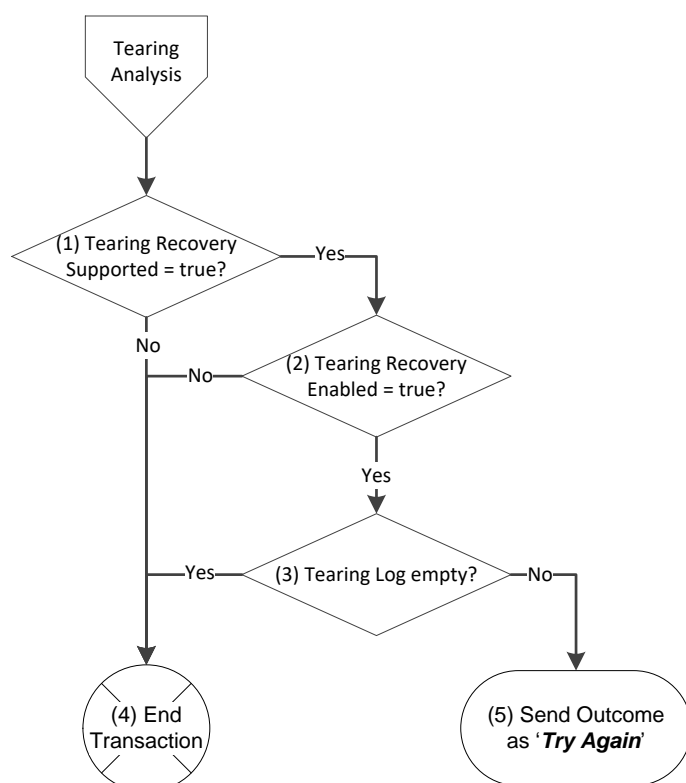 Tearing
Analysis
(1) Tearing Recovery
Supported = true?
Yes
No
(2) Tearing Recovery
Enabled = true?
No
Yes
(3) Tearing Log empty?
Yes
No
(4) End
Transaction
(5) Send Outcome
as ‘Try Again’